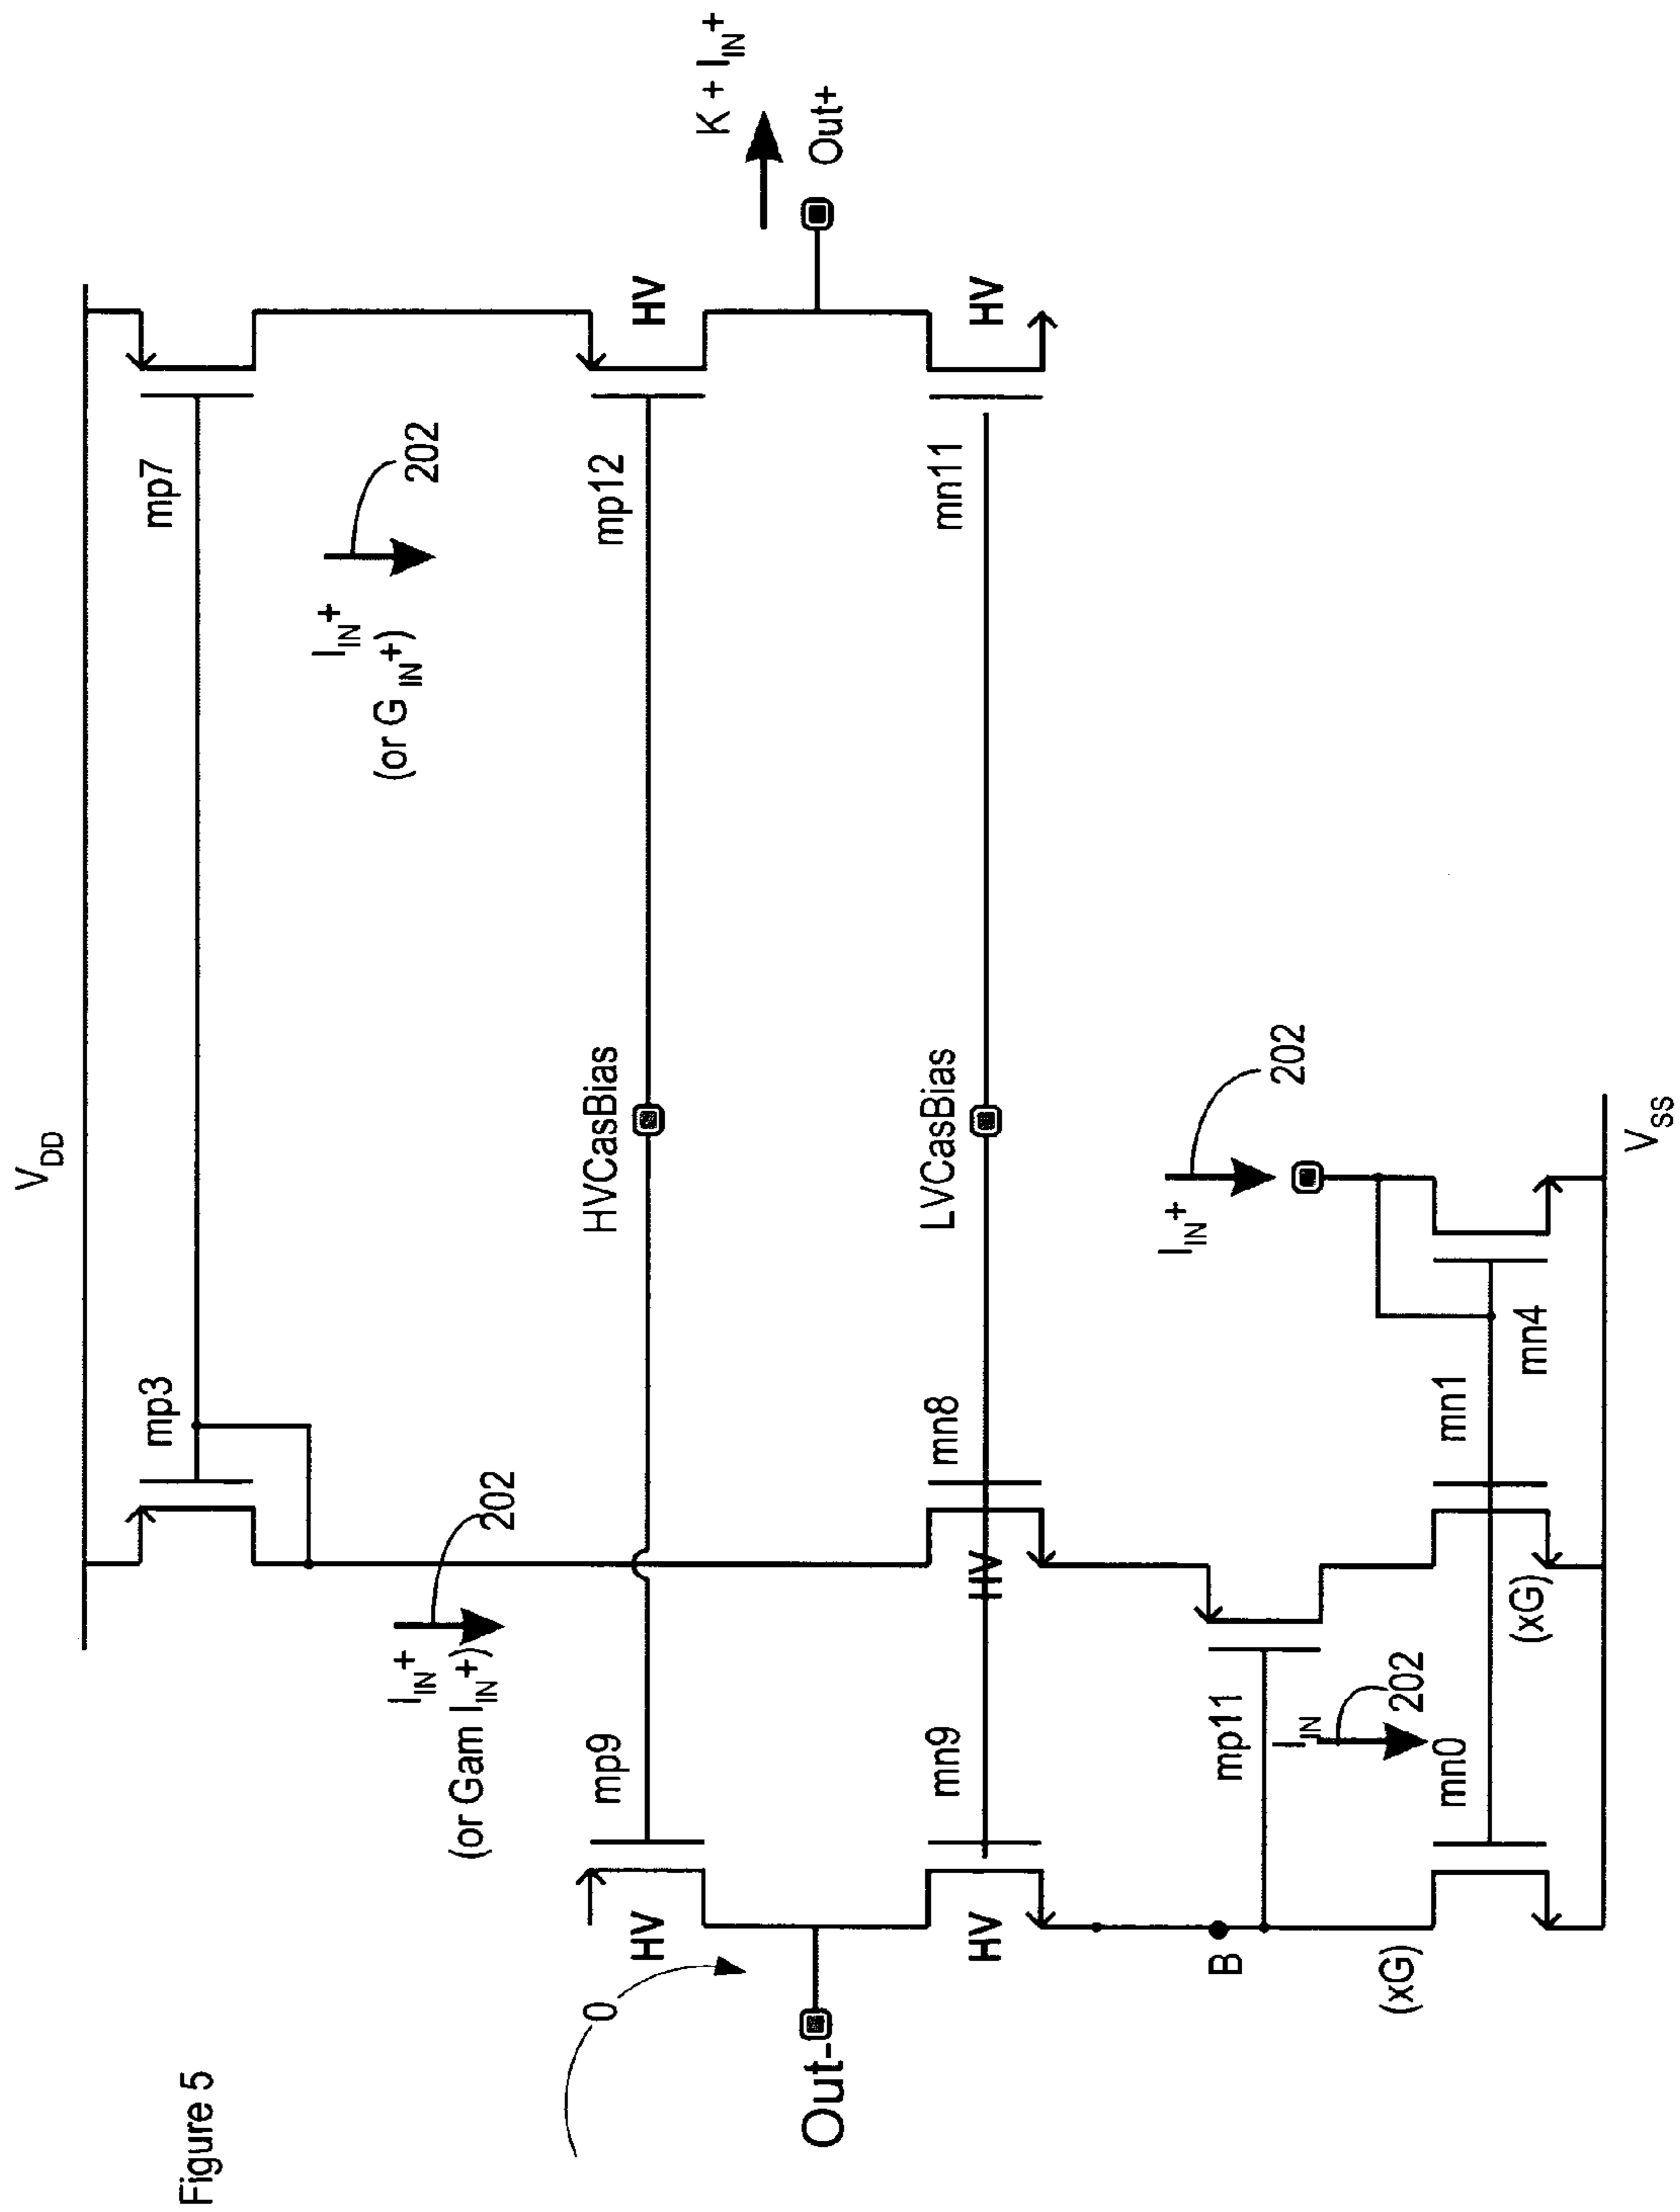 Figure 5
V_DD
mp3
mp7
I_IN^+
(or Gam I_IN^+)
202
I_IN^+
(or G _IN^+)
202
mp9
HV
HVCasBias
mp12
HV
0
Out-
K + I_IN^+
Out+
mn9
HV
mn8
HV
LVCasBias
mn11
HV
B
mp11
I_IN
202
I_IN^+
202
(xG)
mn0
(xG)
mn1
mn4
V_SS